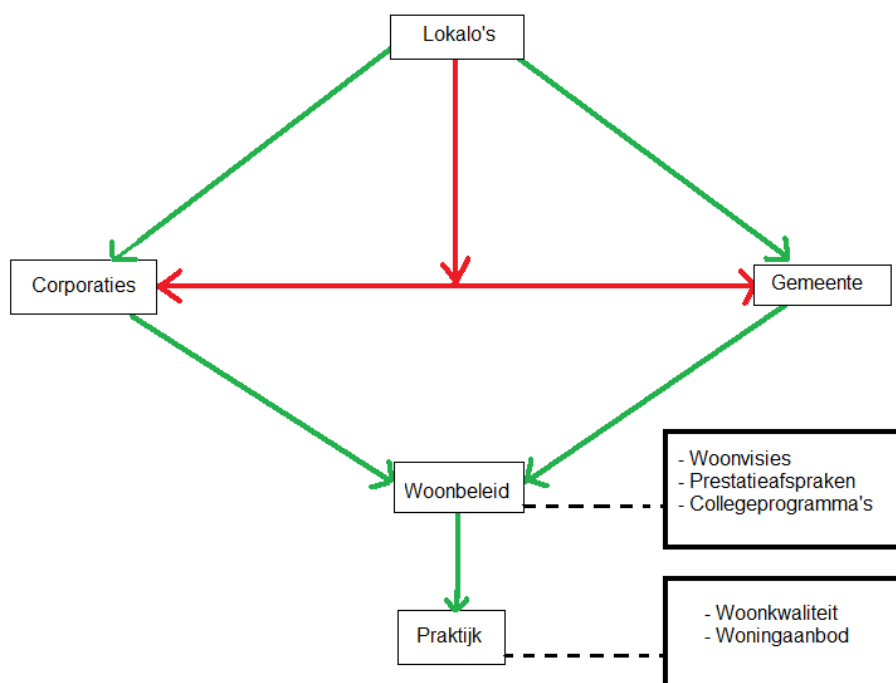 Lokalo's
Corporaties
Gemeente
Woonbeleid
- Woonvisies
- Prestatieafspraken
- Collegeprogramma's
Praktijk
- Woonkwaliteit
- Woningaanbod